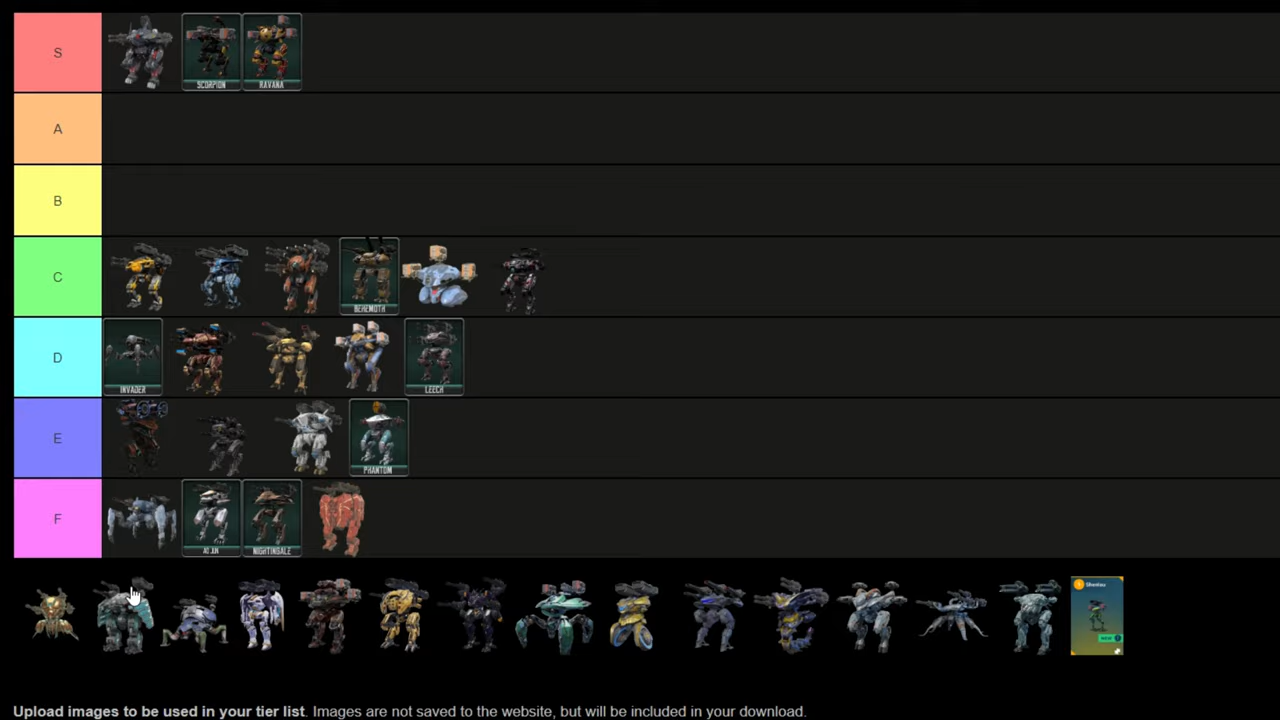 S
SCORPION
RAVANA
A
B
C
BEHEMOTH
D
INVADER
LEECH
E
PHANTOM
F
AO JUN
NIGHTINGALE
Shenlou
Upload images to be used in your tier list. Images are not saved to the website, but will be included in your download.